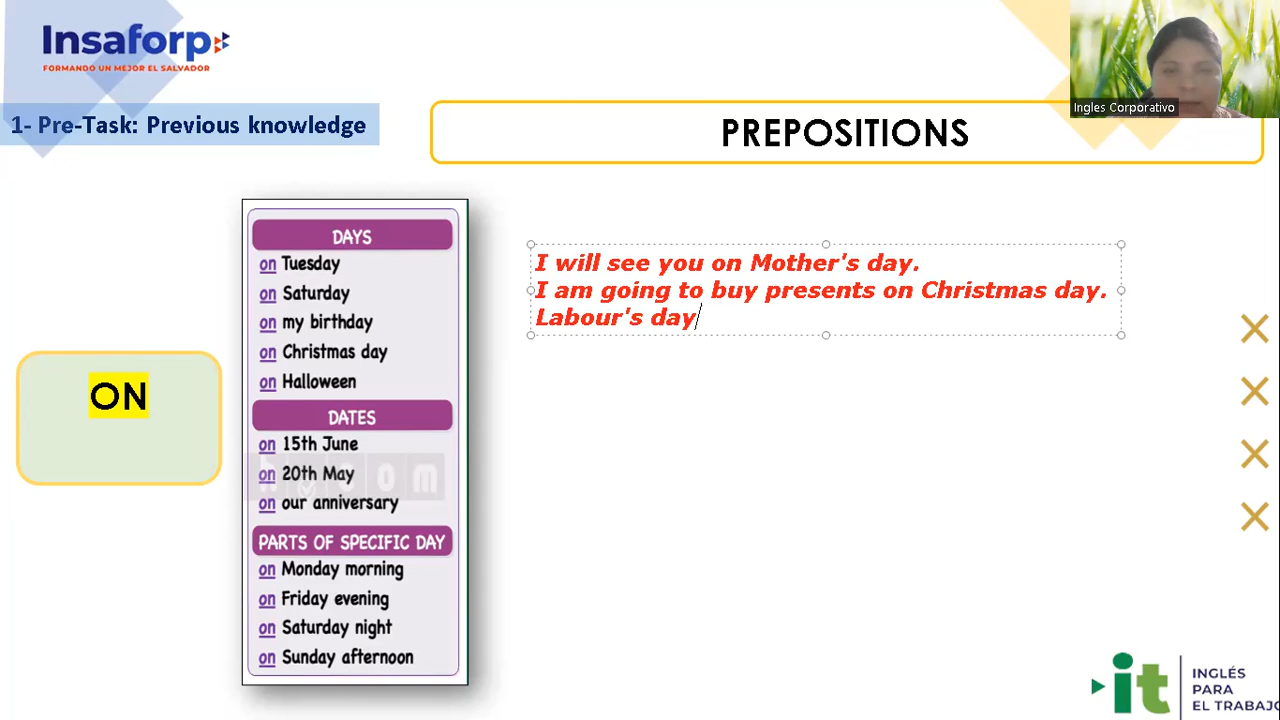 Insaforp
FORMANDO UN MEJOR EL SALVADOR
Ingles Corporativo
1- Pre-Task: Previous knowledge
PREPOSITIONS
ON
DAYS
on Tuesday
on Saturday
on my birthday
on Christmas day
on Halloween
DATES
on 15th June
on 20th May
on our anniversary
PARTS OF SPECIFIC DAY
on Monday morning
on Friday evening
on Saturday night
on Sunday afternoon
I will see you on Mother's day.
I am going to buy presents on Christmas day.
Labour's day
it
INGLÉS
PARA
EL TRABAJO